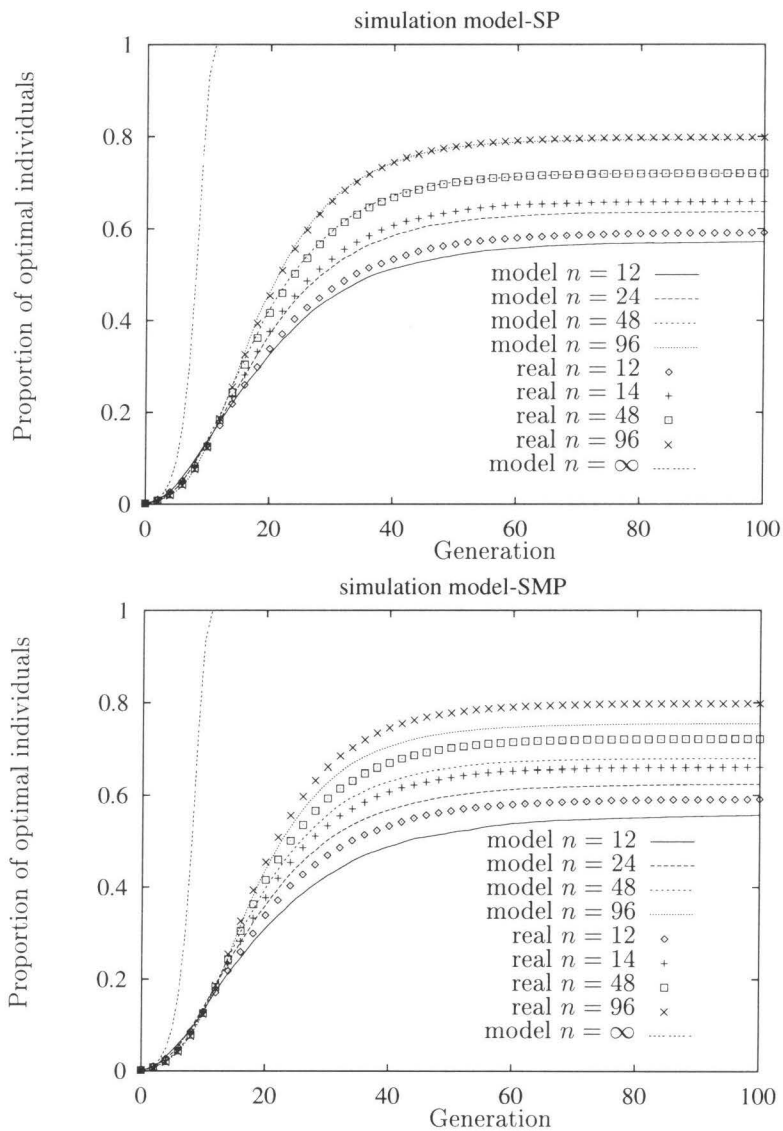 simulation model-SP
Proportion of optimal individuals
1
0.8
0.6
0.4
0.2
0
model n = 12
model n = 24
model n = 48
model n = 96
real n = 12
real n = 14
real n = 48
real n = 96
model n = ∞
0 20 40 60 80 100
Generation
simulation model-SMP
Proportion of optimal individuals
1
0.8
0.6
0.4
0.2
0
model n = 12
model n = 24
model n = 48
model n = 96
real n = 12
real n = 14
real n = 48
real n = 96
model n = ∞
0 20 40 60 80 100
Generation